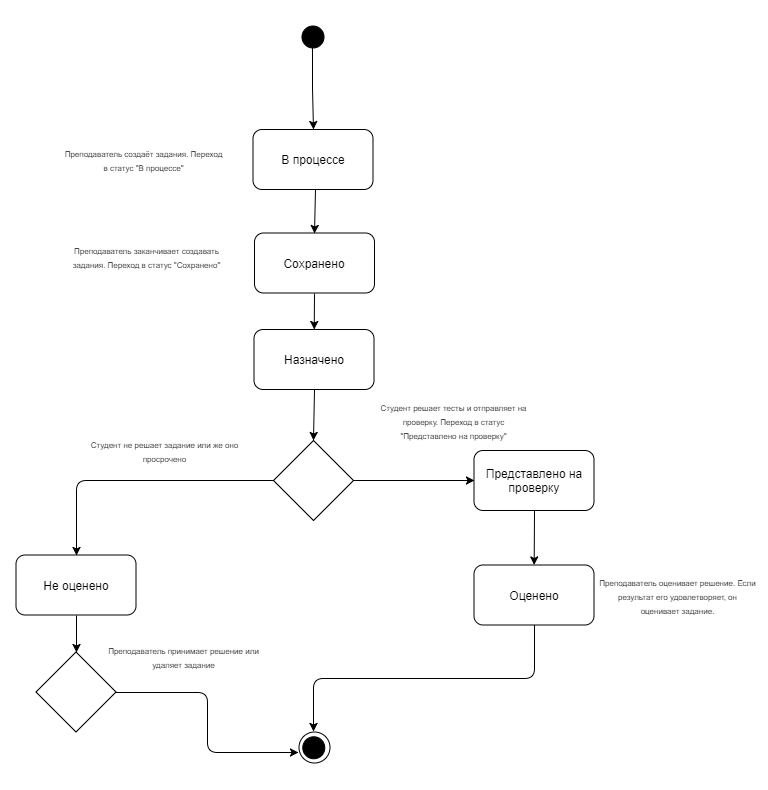 Преподаватель создаёт задания. Переход
в статус "В процессе"
В процессе
Преподаватель заканчивает создавать
задания. Переход в статус "Сохранено"
Сохранено
Назначено
Студент решает тесты и отправляет на
проверку. Переход в статус
"Представлено на проверку"
Студент не решает задание или же оно
просрочено
Представлено на
проверку
Не оценено
Оценено
Преподаватель оценивает решение. Если
результат его удовлетворяет, он
оценивает задание.
Преподаватель принимает решение или
удаляет задание